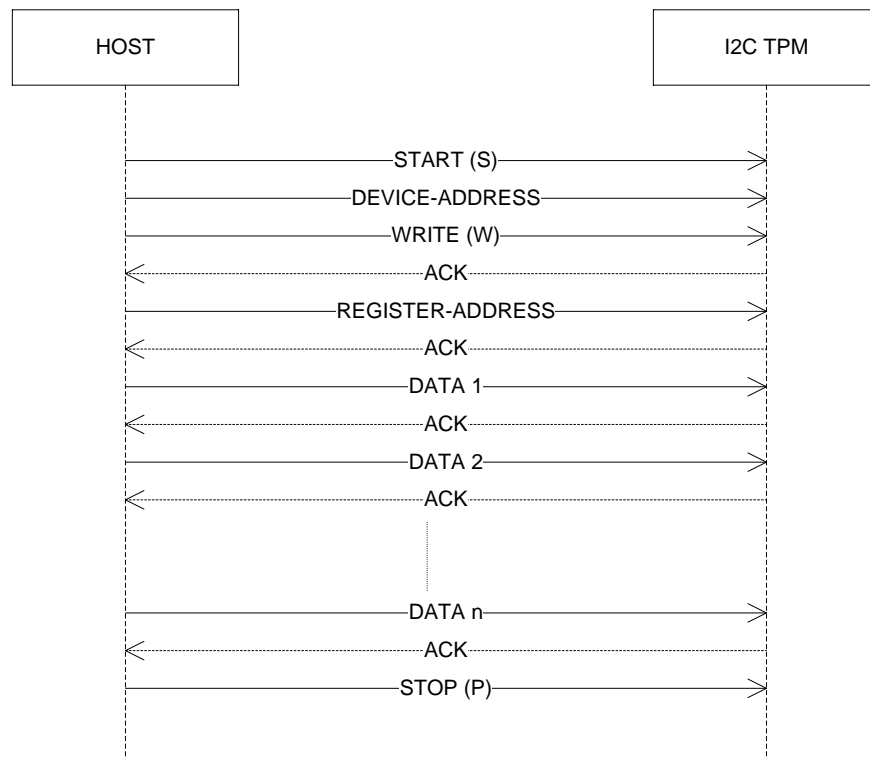 HOST
I2C TPM
START (S)
DEVICE-ADDRESS
WRITE (W)
ACK
REGISTER-ADDRESS
ACK
DATA 1
ACK
DATA 2
ACK
DATA n
ACK
STOP (P)